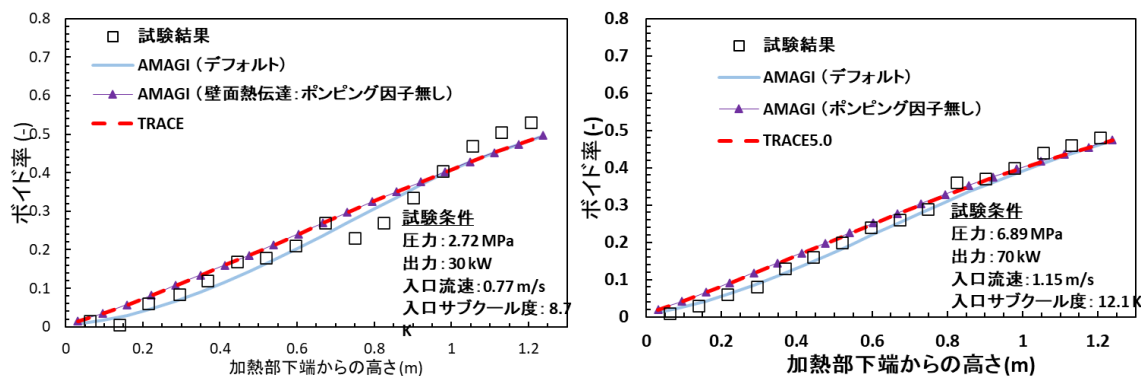 0.8
0.7
0.6
0.5
0.4
0.3
0.2
0.1
0
ボイド率 (-)
試験結果
AMAGI（デフォルト）
AMAGI（壁面熱伝達：ポンピング因子無し）
TRACE
試験条件
圧力：2.72 MPa
出力：30 kW
入口流速：0.77 m/s
入口サブクール度：8.7
K
0 0.2 0.4 0.6 0.8 1 1.2
加熱部下端からの高さ(m)
0.8
0.7
0.6
0.5
0.4
0.3
0.2
0.1
0
ボイド率 (-)
試験結果
AMAGI（デフォルト）
AMAGI（ポンピング因子無し）
TRACE5.0
試験条件
圧力：6.89 MPa
出力：70 kW
入口流速：1.15 m/s
入口サブクール度：12.1 K
0 0.2 0.4 0.6 0.8 1 1.2
加熱部下端からの高さ(m)